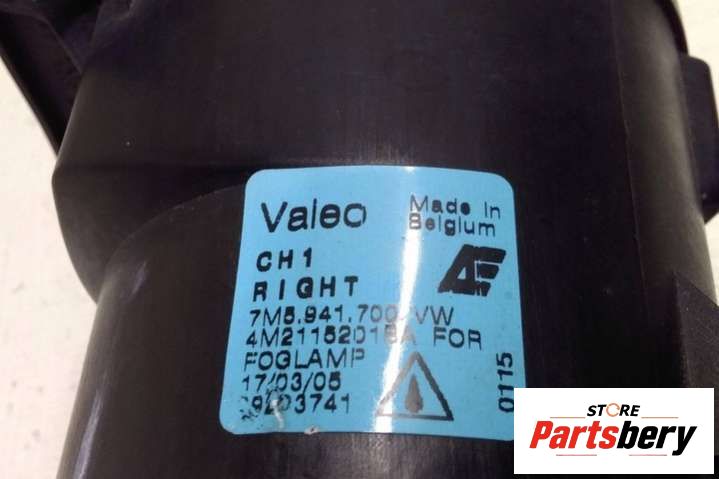 Valeo
Made in
Belgium
CH1
RIGHT
7M5.941.700 VW
FOR
FOGLAMP
17/03/05
0115
STORE
Partsbery